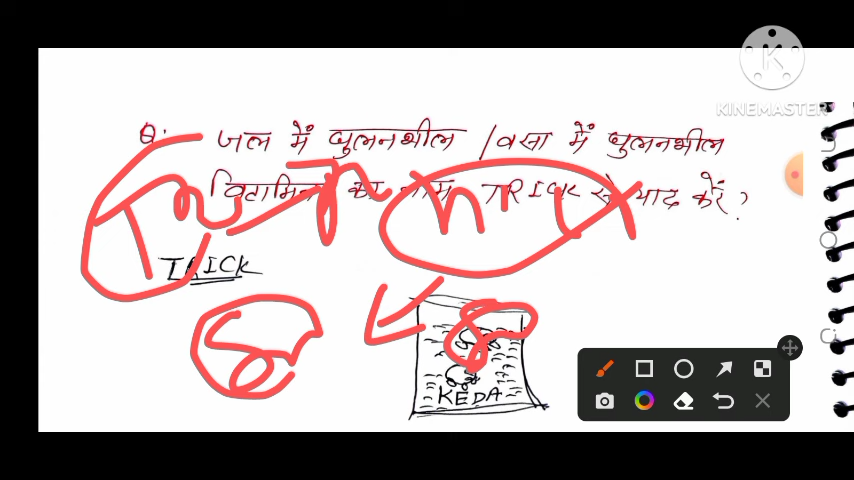 KINEMASTER
Q. जल में घुलनशील / वसा में घुलनशील
विटामिन का नाम TRICK से याद करें?
TRICK
KEDA